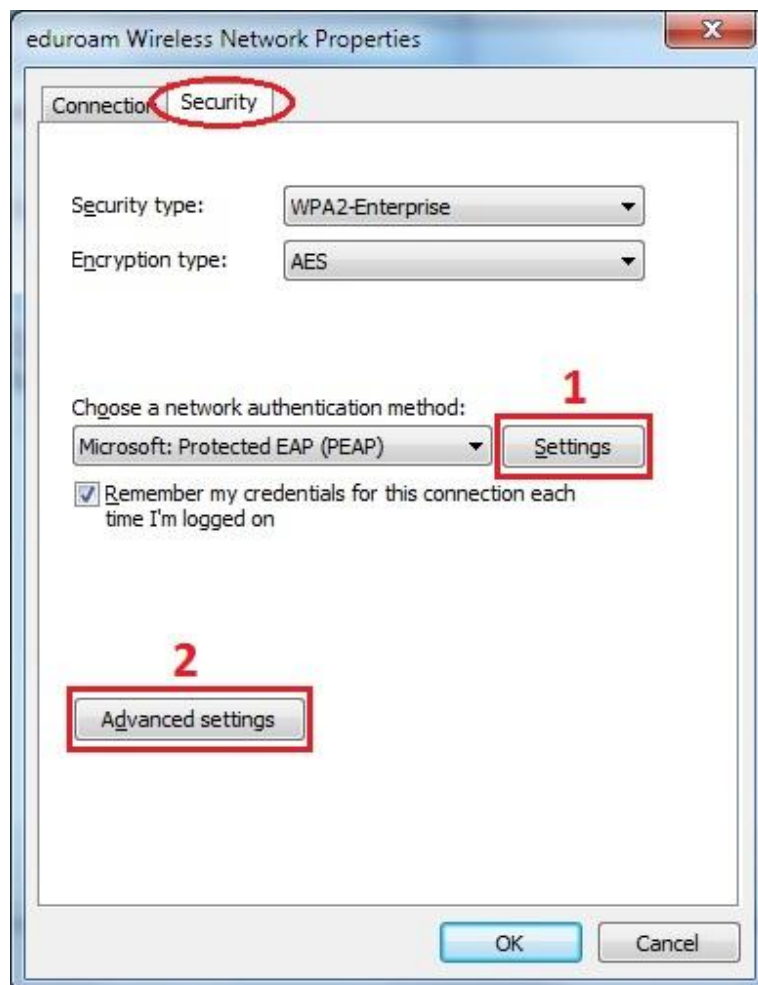 eduroam Wireless Network Properties
X
Connection Security
Security type: WPA2-Enterprise
Encryption type: AES
1
Choose a network authentication method:
Microsoft: Protected EAP (PEAP) Settings
Remember my credentials for this connection each
time I'm logged on
2
Advanced settings
OK Cancel